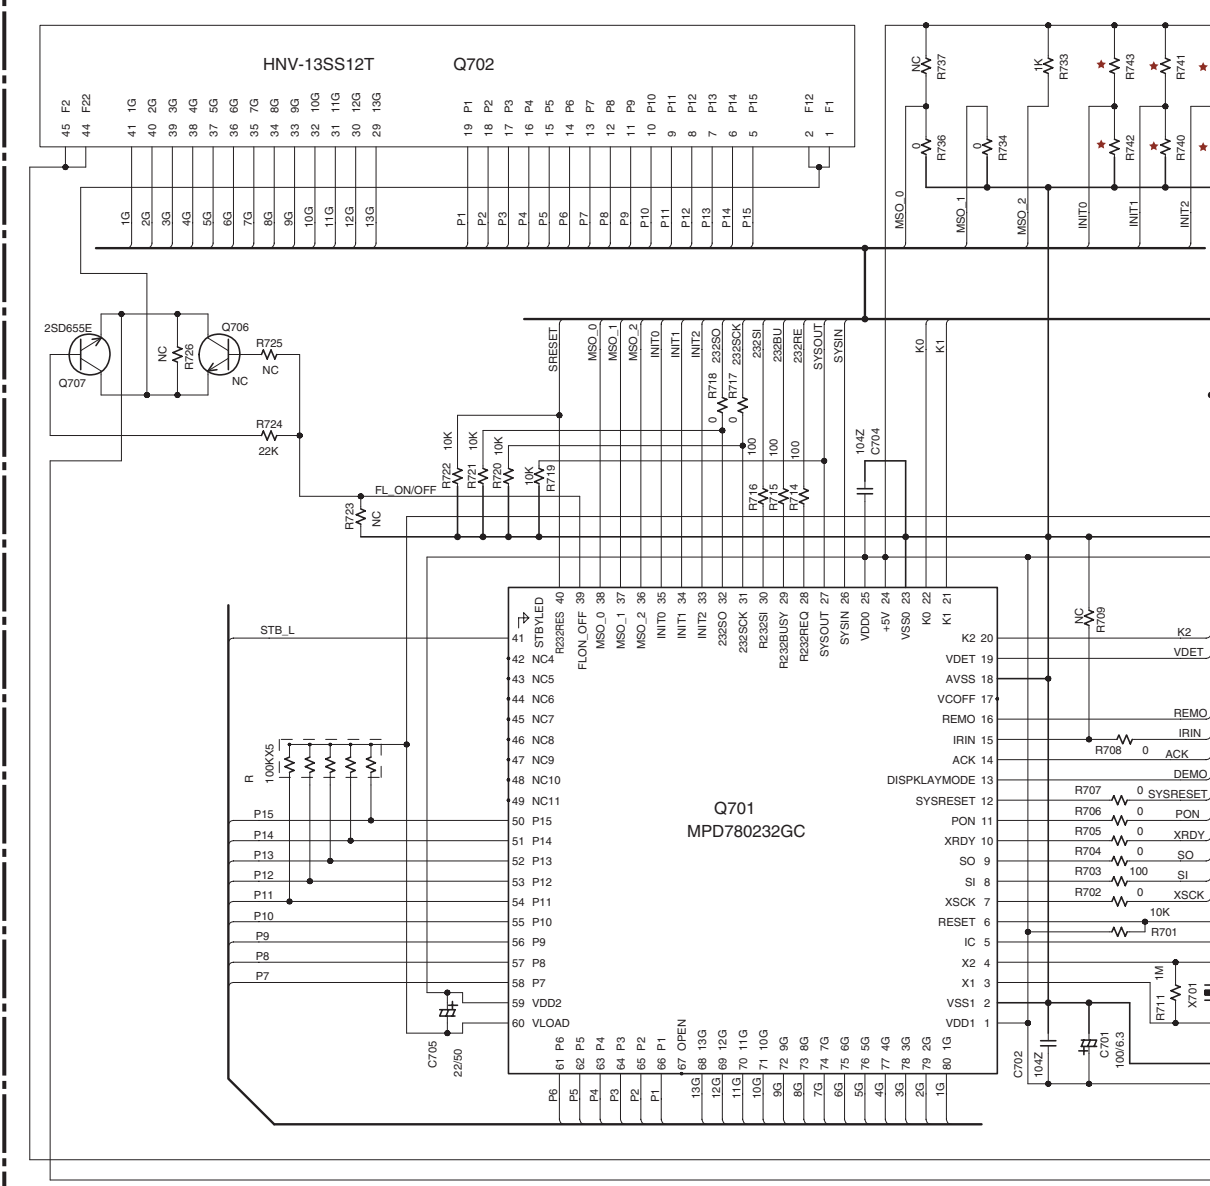 HNV-13SS12T Q702
F2 F22 1G 2G 3G 4G 5G 6G 7G 8G 9G 10G 11G 12G 13G P1 P2 P3 P4 P5 P6 P7 P8 P9 P10 P11 P12 P13 P14 P15 F12 F1
45 44 41 40 39 38 37 36 35 34 33 32 31 30 29 19 18 17 16 15 14 13 12 11 10 9 8 7 6 5 2 1
1G 2G 3G 4G 5G 6G 7G 8G 9G 10G 11G 12G 13G P1 P2 P3 P4 P5 P6 P7 P8 P9 P10 P11 P12 P13 P14 P15
NC R737 1K R733 R743 R741
0 R736 0 R734 R742 R740
MSO_0 MSO_1 MSO_2 INIT0 INIT1 INIT2
2SD655E Q707
NC R726
Q706 NC
R725 NC
R724 22K
SRESET MSO_0 MSO_1 MSO_2 INIT0 INIT1 INIT2 232SO 232SCK 232SI 232BU 232RE SYSOUT SYSIN K0 K1
R718 0 R717 0
R722 10K R721 10K R720 10K R719 10K
R716 100 R715 100 R714 100
104Z C704
FL_ON/OFF
R723 NC
40 39 38 37 36 35 34 33 32 31 30 29 28 27 26 25 24 23 22 21
STBYLED R232RES FLON_OFF MSO_0 MSO_1 MSO_2 INIT0 INIT1 INIT2 232SO 232SCK R232SI R232BUSY R232REQ SYSOUT SYSIN VDD0 +5V VSS0 K0 K1
NC R709
STB_L 41
42 NC4
43 NC5
44 NC6
45 NC7
46 NC8
47 NC9
48 NC10
49 NC11
R 100KX5
P15 50 P15
P14 51 P14
P13 52 P13
P12 53 P12
P11 54 P11
P10 55 P10
P9 56 P9
P8 57 P8
P7 58 P7
59 VDD2
60 VLOAD
C705 22/50
Q701
MPD780232GC
K2 20 K2
VDET 19 VDET
AVSS 18
VCOFF 17
REMO 16 REMO
IRIN 15 R708 0 IRIN
ACK 14 ACK
DISPKLAYMODE 13 DEMO
SYSRESET 12 R707 0 SYSRESET
PON 11 R706 0 PON
XRDY 10 R705 0 XRDY
SO 9 R704 0 SO
SI 8 R703 100 SI
XSCK 7 R702 0 XSCK
RESET 6 10K
R701
IC 5
X2 4
X1 3
VSS1 2
VDD1 1
R711 1M X701
C702 104Z C701 100/6.3
P6 P5 P4 P3 P2 P1 OPEN 13G 12G 11G 10G 9G 8G 7G 6G 5G 4G 3G 2G 1G
61 62 63 64 65 66 67 68 69 70 71 72 73 74 75 76 77 78 79 80
P6 P5 P4 P3 P2 P1 13G 12G 11G 10G 9G 8G 7G 6G 5G 4G 3G 2G 1G